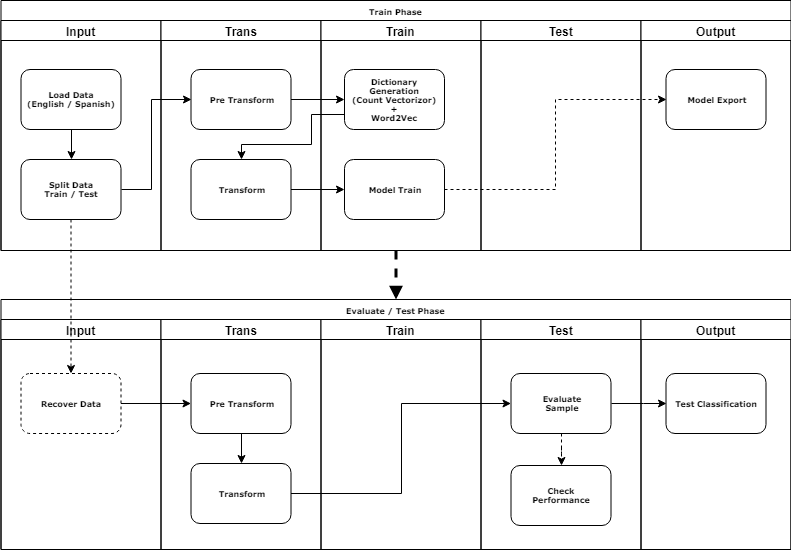 Train Phase
Input
Trans
Train
Test
Output
Load Data
(English / Spanish)
Pre Transform
Dictionary
Generation
(Count Vectorizor)
+
Word2Vec
Model Export
Split Data
Train / Test
Transform
Model Train
Evaluate / Test Phase
Input
Trans
Train
Test
Output
Recover Data
Pre Transform
Evaluate
Sample
Test Classification
Transform
Check
Performance